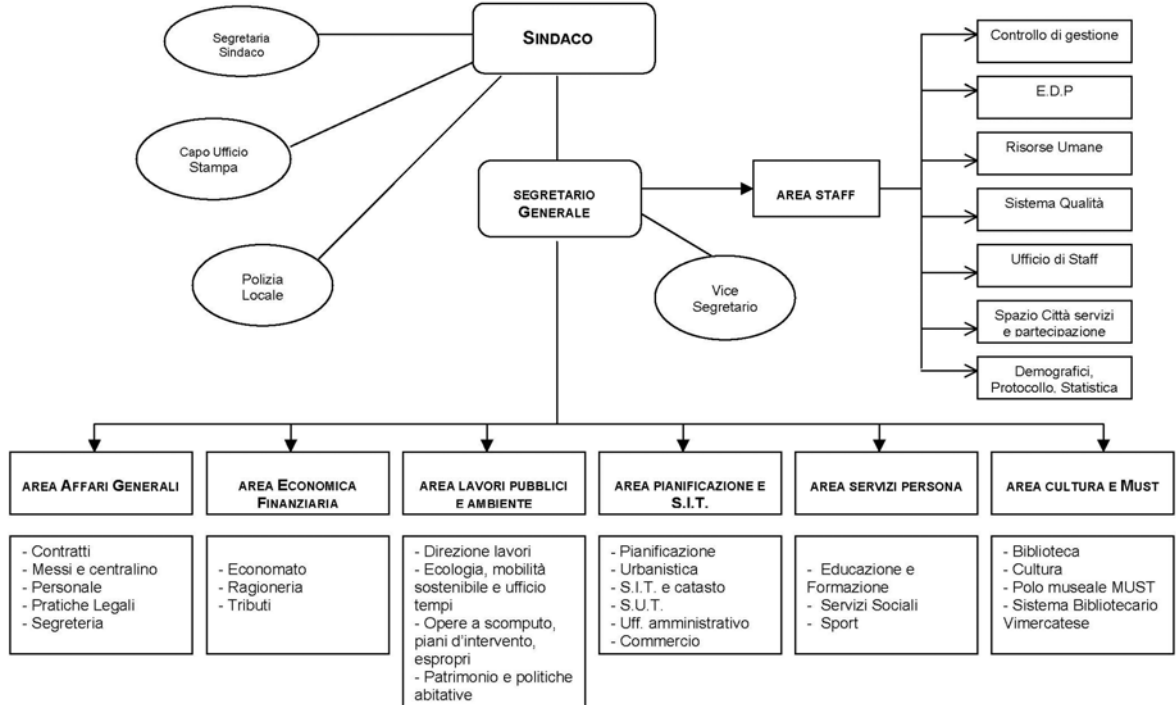 Segretaria
Sindaco
SINDACO
Capo Ufficio
Stampa
Polizia
Locale
SEGRETARIO
GENERALE
Vice
Segretario
AREA STAFF
Controllo di gestione
E.D.P
Risorse Umane
Sistema Qualità
Ufficio di Staff
Spazio Città servizi
e partecipazione
Demografici,
Protocollo, Statistica
AREA AFFARI GENERALI
- Contratti
- Messi e centralino
- Personale
- Pratiche Legali
- Segreteria
AREA ECONOMICA
FINANZIARIA
- Economato
- Ragioneria
- Tributi
AREA LAVORI PUBBLICI
E AMBIENTE
- Direzione lavori
- Ecologia, mobilità
sostenibile e ufficio
tempi
- Opere a scomputo,
piani d'intervento,
espropri
- Patrimonio e politiche
abitative
AREA PIANIFICAZIONE E
S.I.T.
- Pianificazione
- Urbanistica
- S.I.T. e catasto
- S.U.T.
- Uff. amministrativo
- Commercio
AREA SERVIZI PERSONA
- Educazione e
Formazione
- Servizi Sociali
- Sport
AREA CULTURA E MUST
- Biblioteca
- Cultura
- Polo museale MUST
- Sistema Bibliotecario
Vimercatese